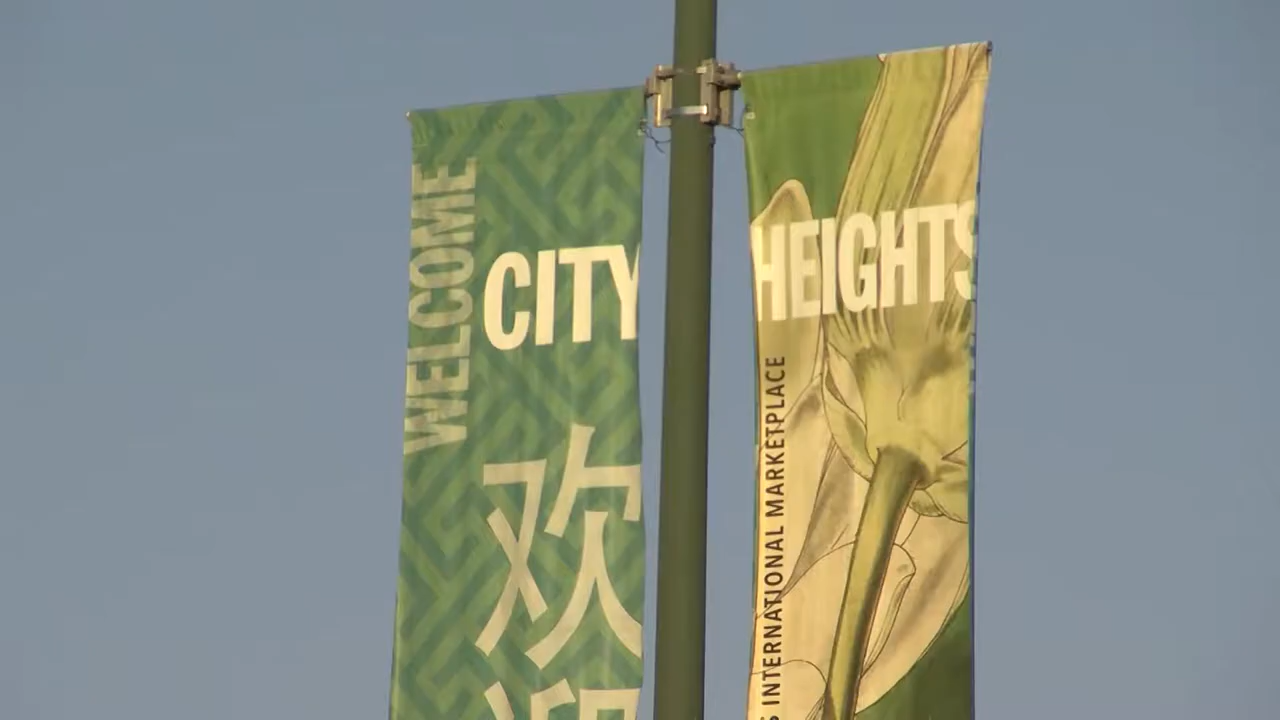 WELCOME
CITY
欢
HEIGHTS
INTERNATIONAL MARKETPLACE